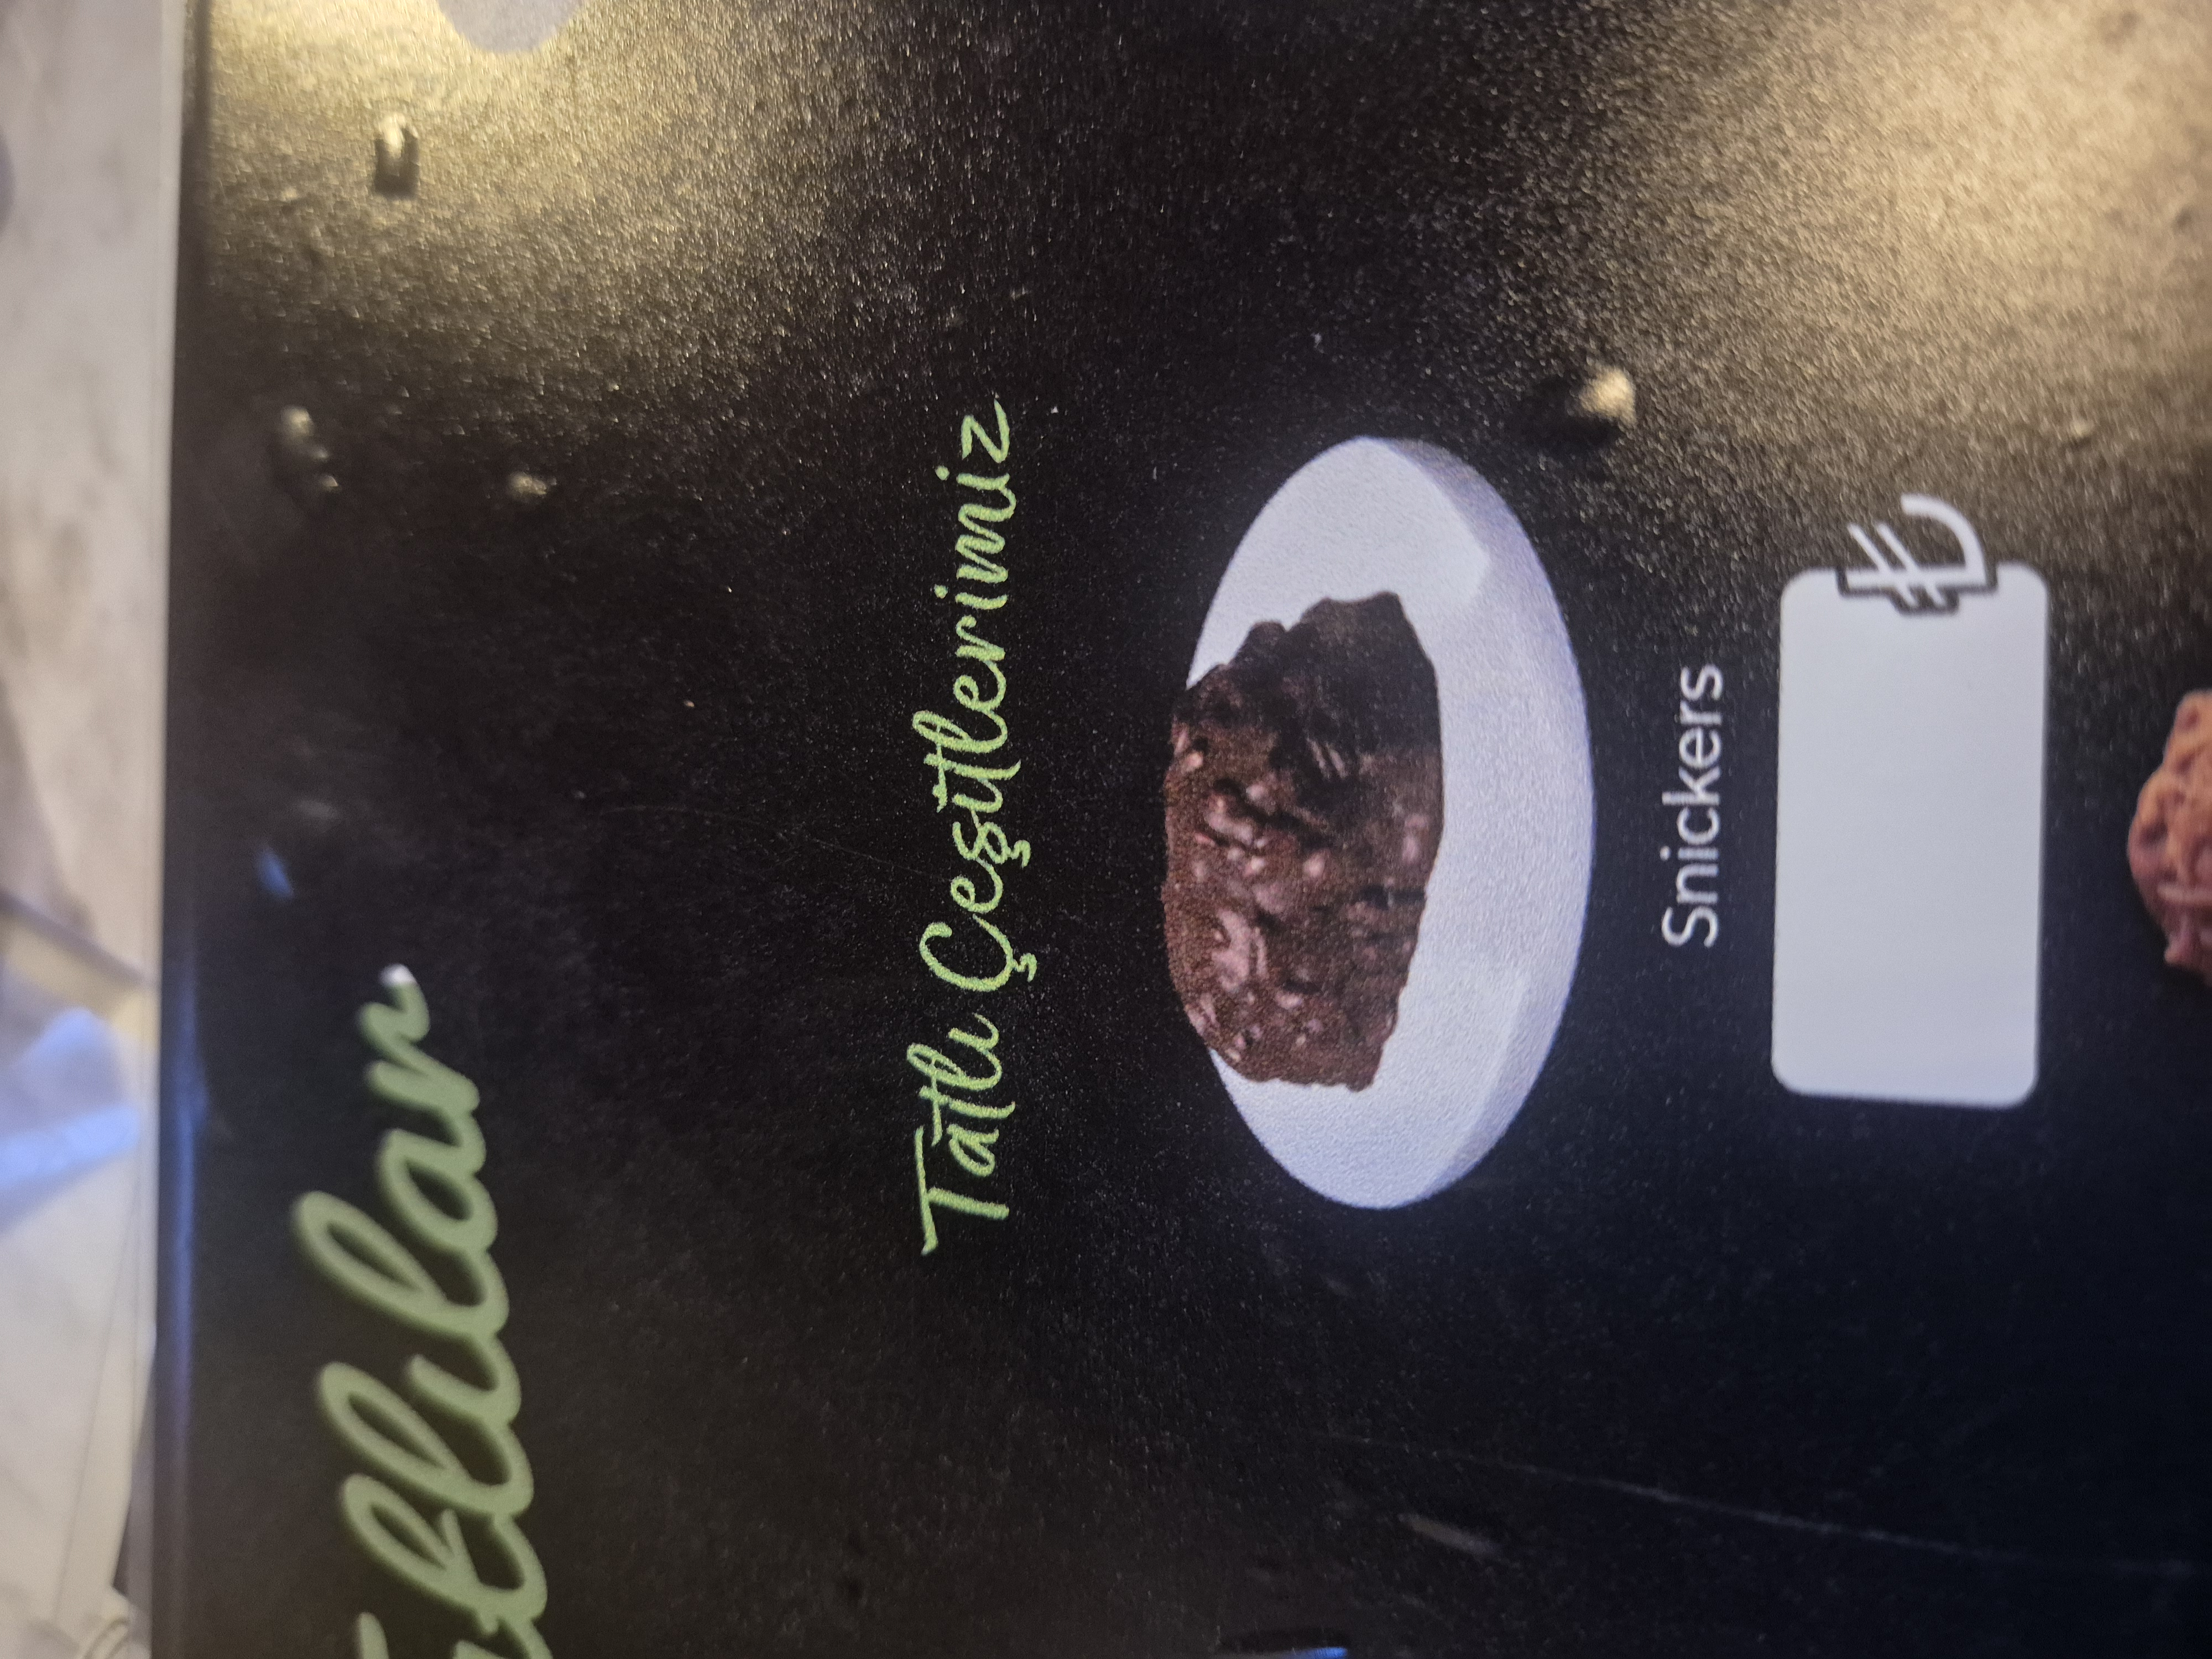 Tatlı Çeşitlerimiz
Snickers
₺